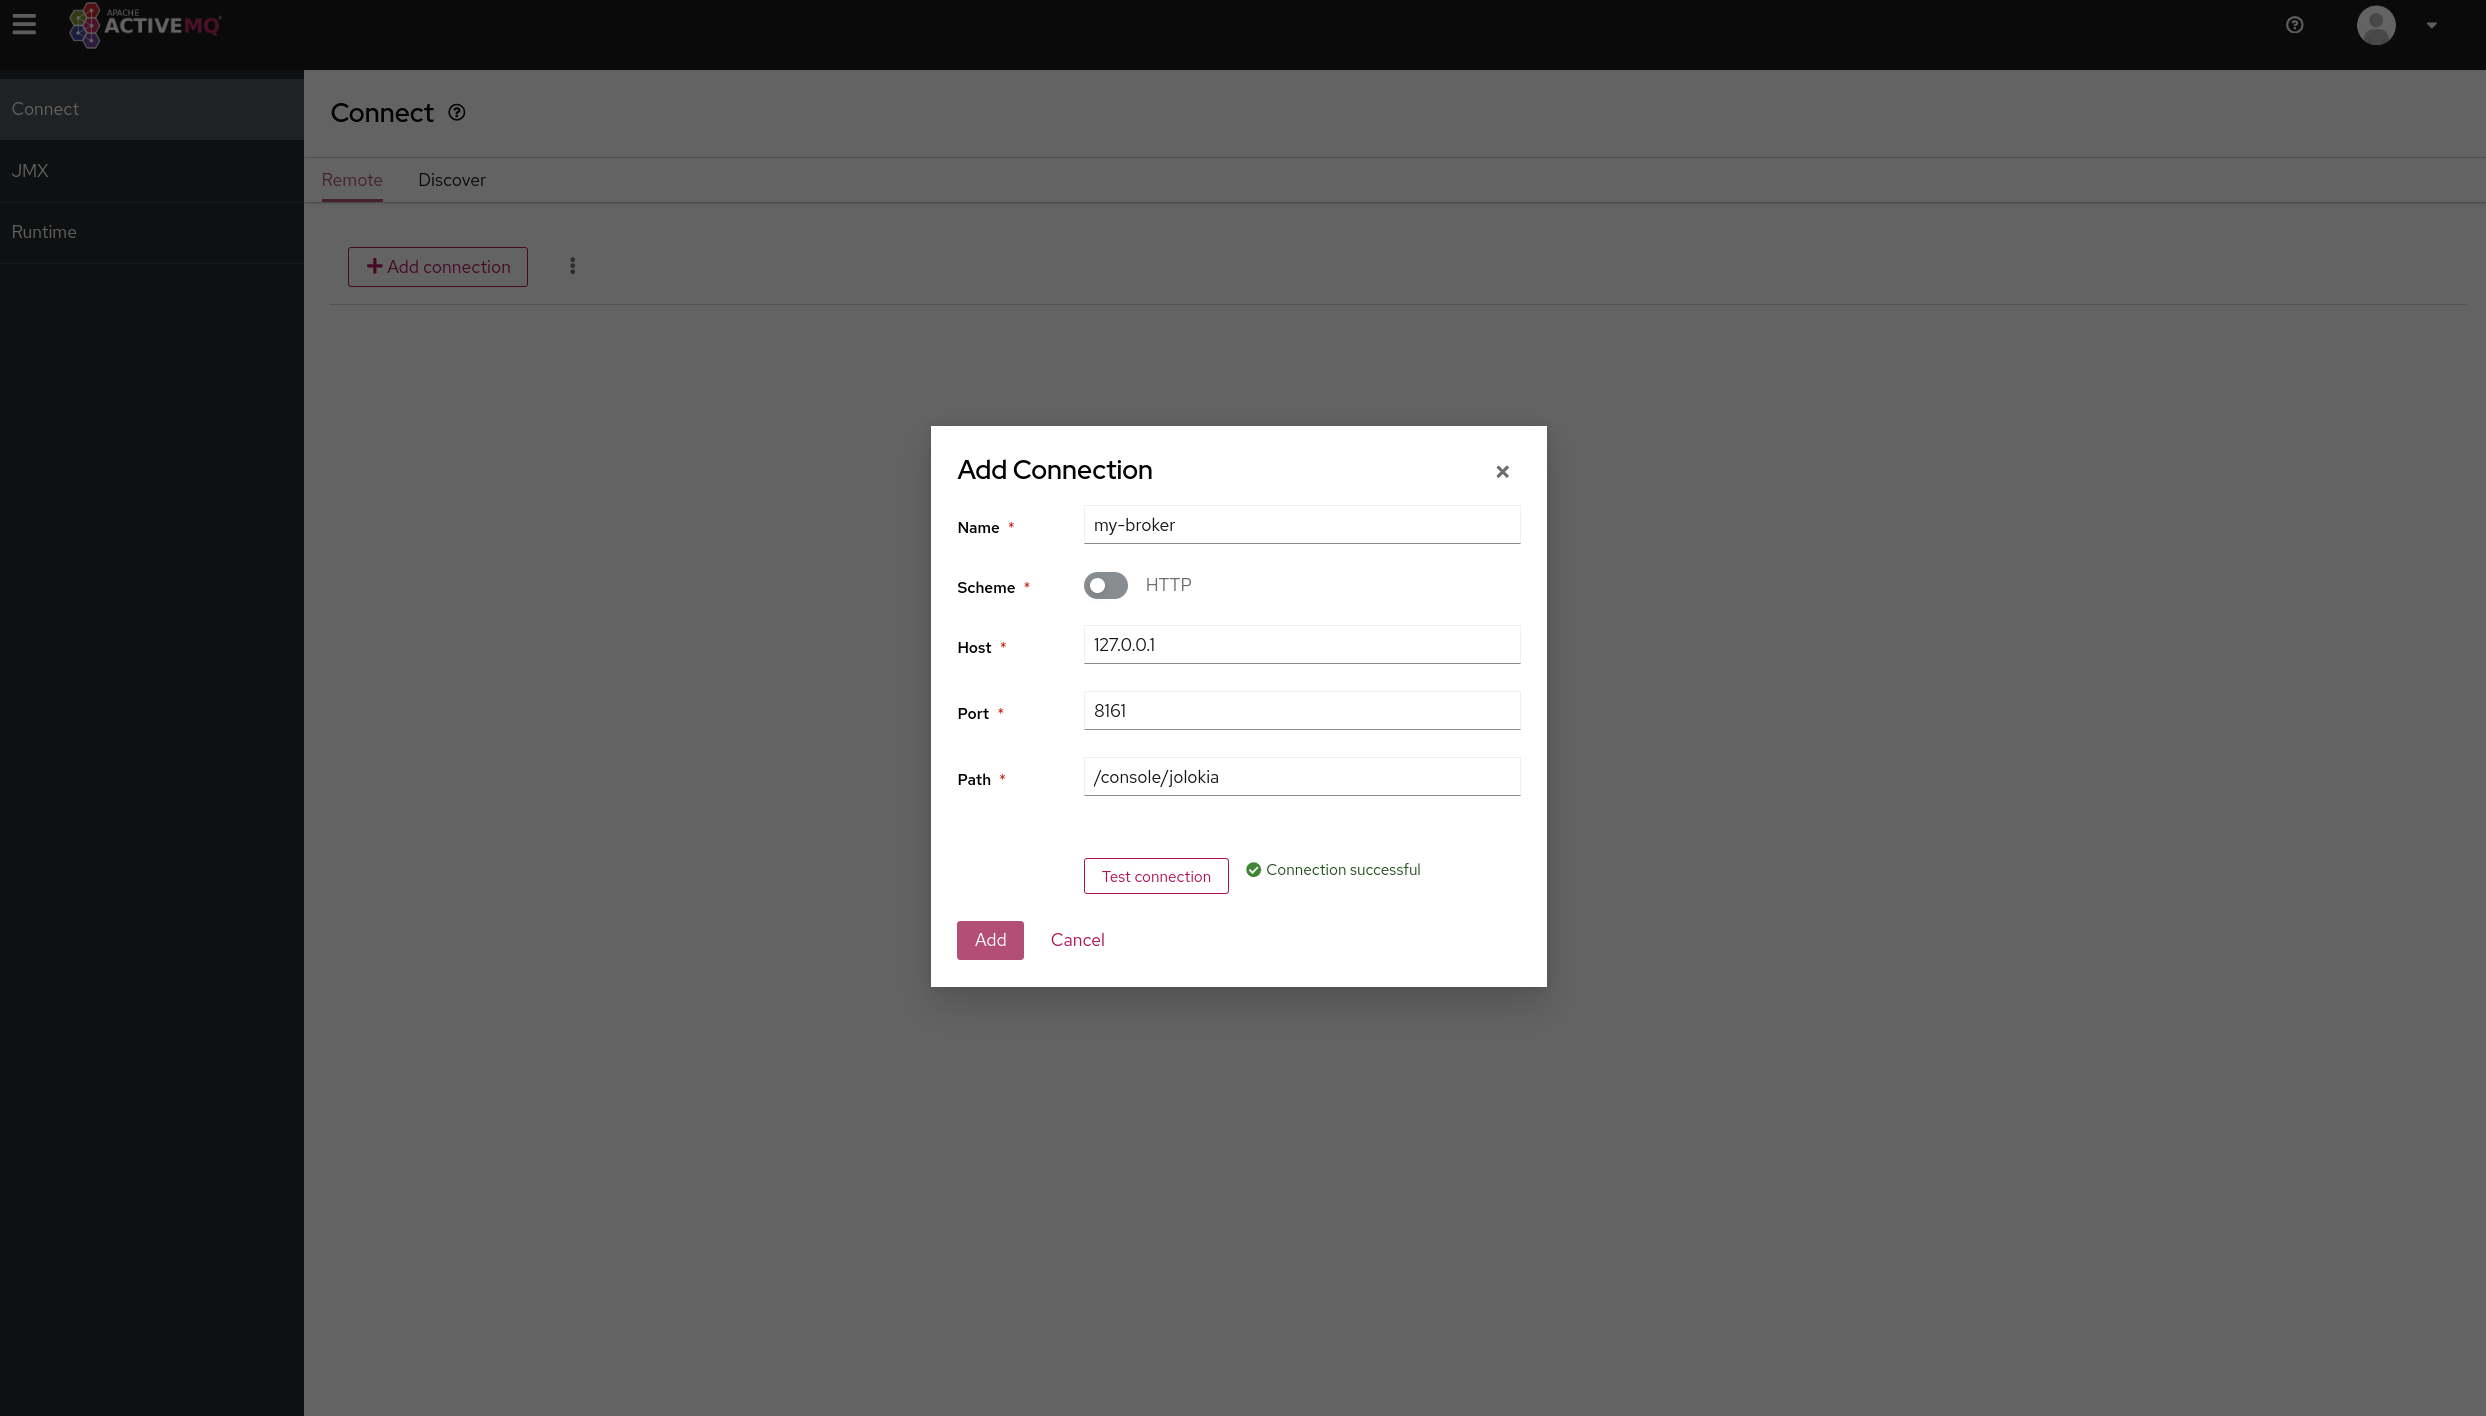 APACHE
ACTIVEMQ
Connect
JMX
Runtime
Connect
Remote Discover
Add connection
Add Connection
Name * my-broker
Scheme * HTTP
Host * 127.0.0.1
Port * 8161
Path * /console/jolokia
Test connection Connection successful
Add Cancel